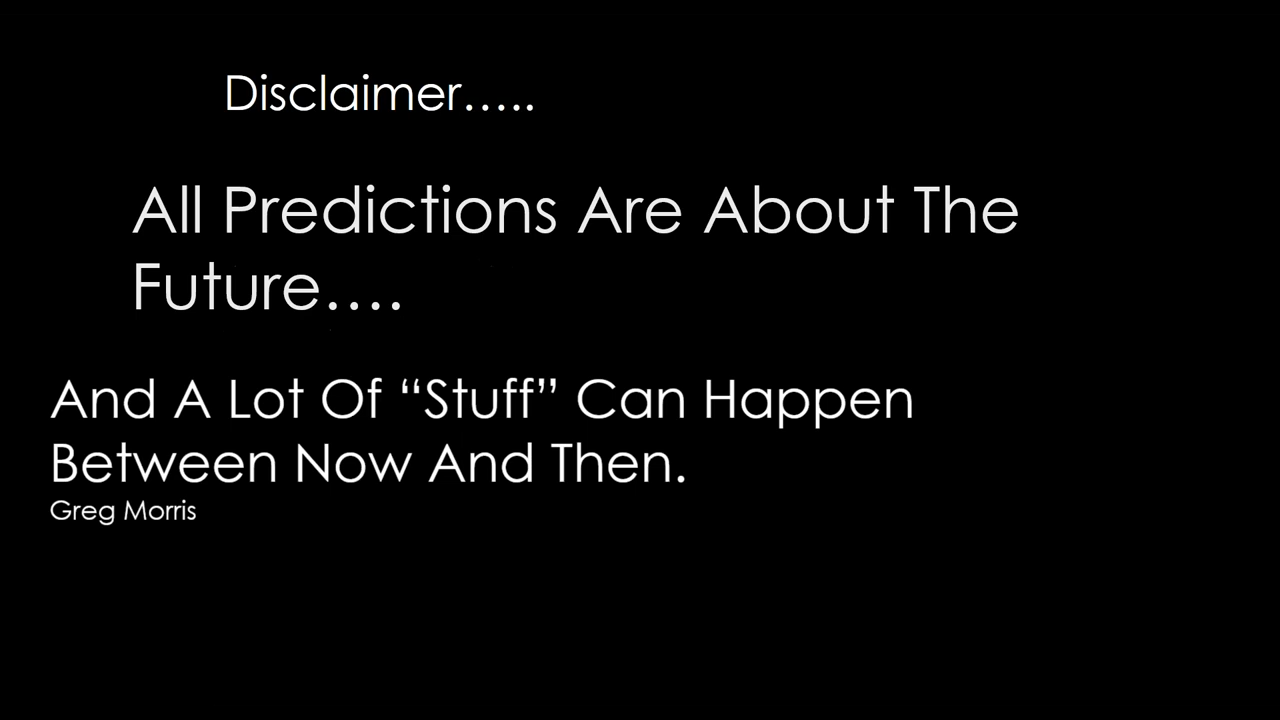 Disclaimer.....
All Predictions Are About The
Future....
And A Lot Of “Stuff” Can Happen
Between Now And Then.
Greg Morris